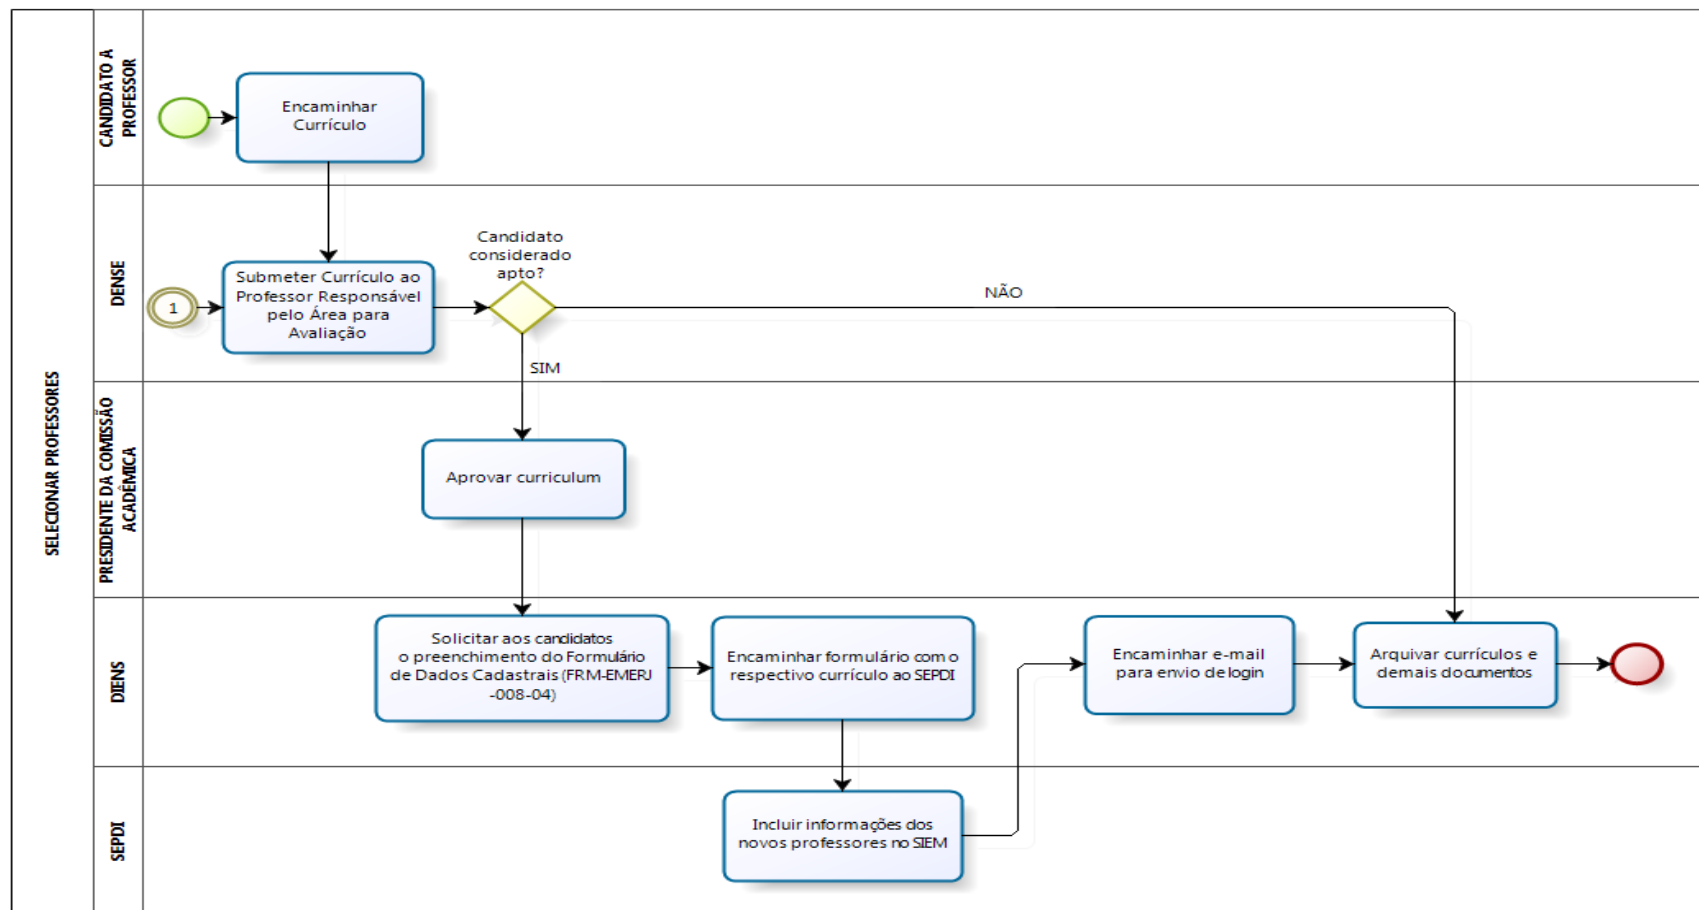 SELECIONAR PROFESSORES
CANDIDATO A
PROFESSOR
Encaminhar
Currículo
DENSE
1
Submeter Currículo ao
Professor Responsável
pelo Área para
Avaliação
Candidato
considerado
apto?
NÃO
SIM
PRESIDENTE DA COMISSÃO
ACADÊMICA
Aprovar curriculum
DIENS
Solicitar aos candidatos
o preenchimento do Formulário
de Dados Cadastrais (FRM-EMERJ
-008-04)
Encaminhar formulário com o
respectivo currículo ao SEPDI
Encaminhar e-mail
para envio de login
Arquivar currículos e
demais documentos
SEPDI
Incluir informações dos
novos professores no SIEM